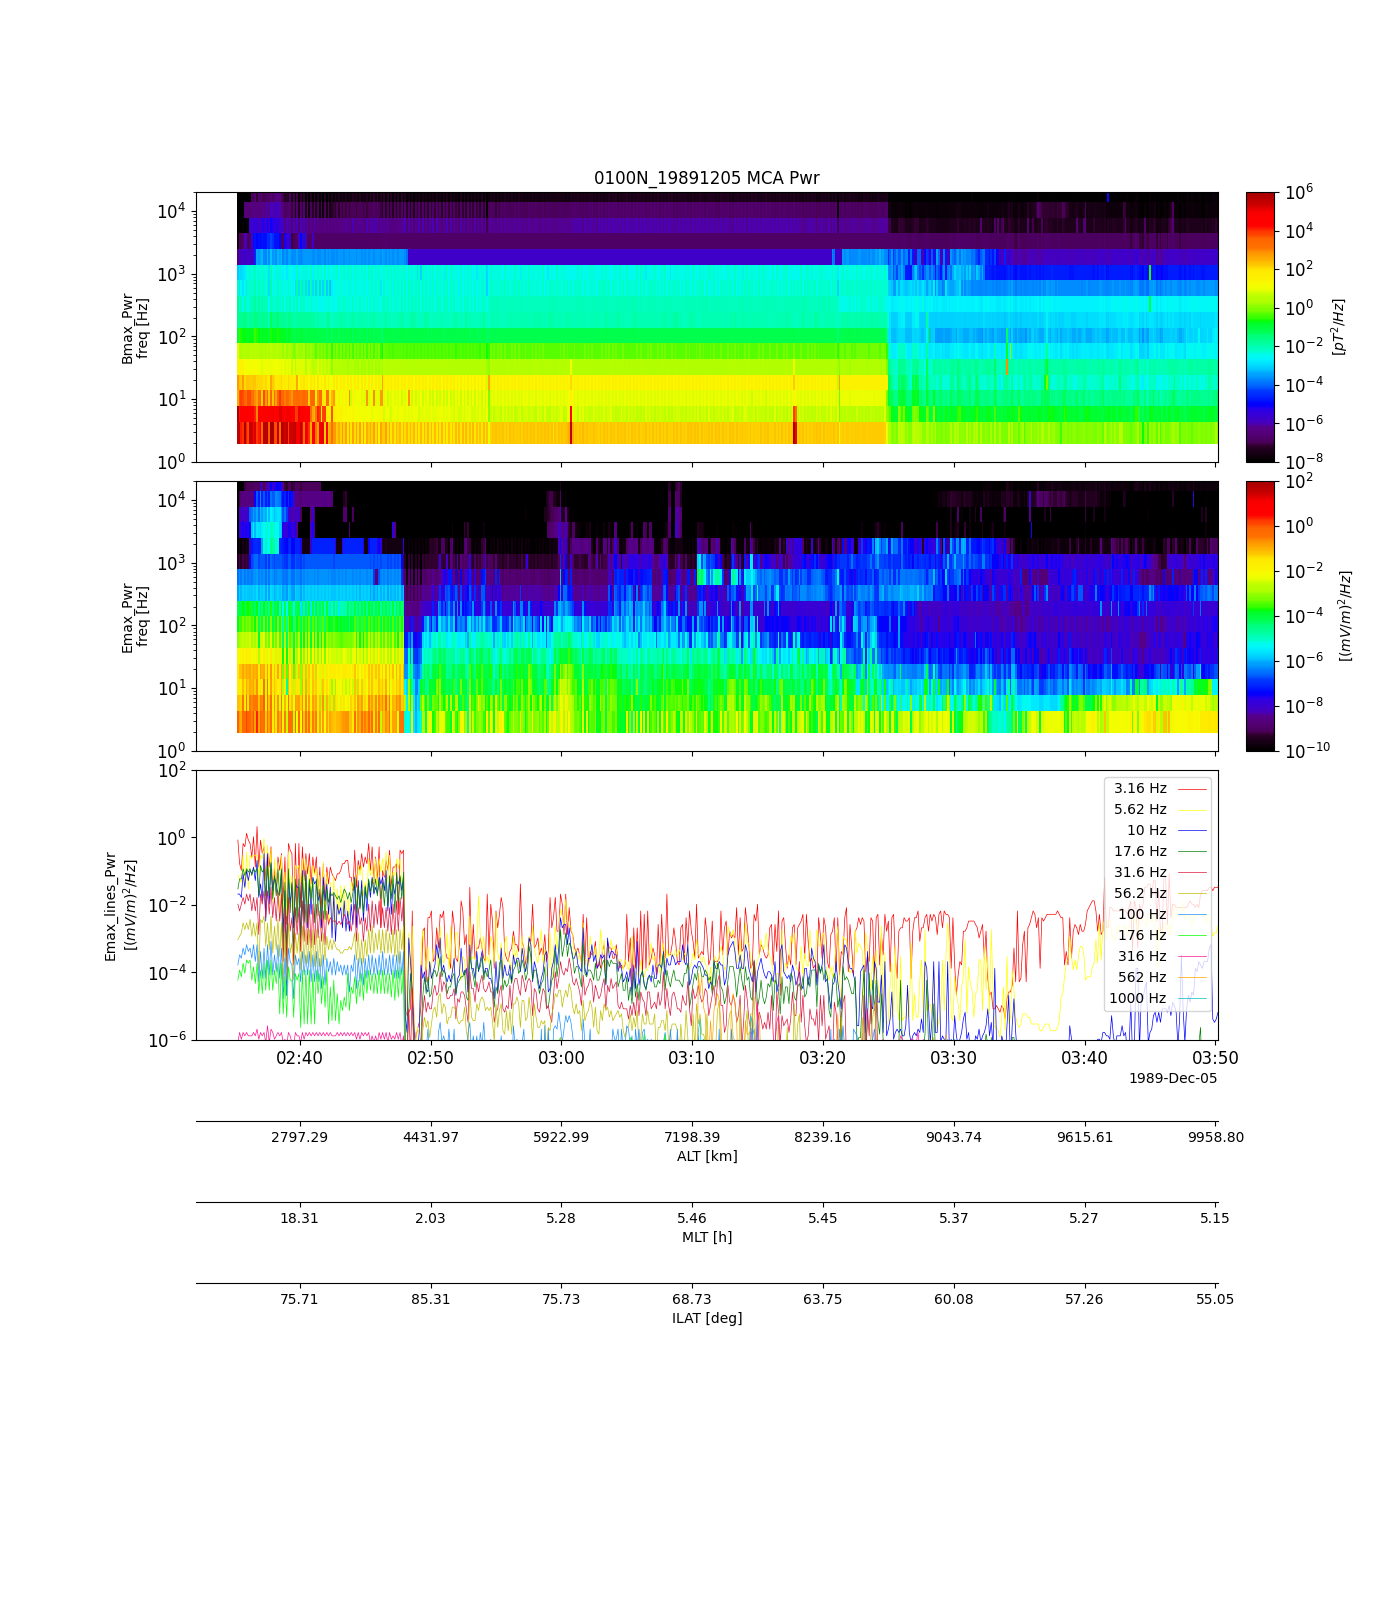 0100N_19891205 MCA Pwr
10^4
10^3
10^2
10^1
10^0
Bmax_Pwr
freq [Hz]
10^6
10^4
10^2
10^0
10^-2
10^-4
10^-6
10^-8
[pT^2/Hz]
10^4
10^3
10^2
10^1
10^0
Emax_Pwr
freq [Hz]
10^2
10^0
10^-2
10^-4
10^-6
10^-8
10^-10
[(mV/m)^2/Hz]
10^2
10^0
10^-2
10^-4
10^-6
Emax_lines_Pwr
[(mV/m)^2/Hz]
3.16 Hz
5.62 Hz
10 Hz
17.6 Hz
31.6 Hz
56.2 Hz
100 Hz
176 Hz
316 Hz
562 Hz
1000 Hz
02:40 02:50 03:00 03:10 03:20 03:30 03:40 03:50
1989-Dec-05
2797.29 4431.97 5922.99 7198.39 8239.16 9043.74 9615.61 9958.80
ALT [km]
18.31 2.03 5.28 5.46 5.45 5.37 5.27 5.15
MLT [h]
75.71 85.31 75.73 68.73 63.75 60.08 57.26 55.05
ILAT [deg]